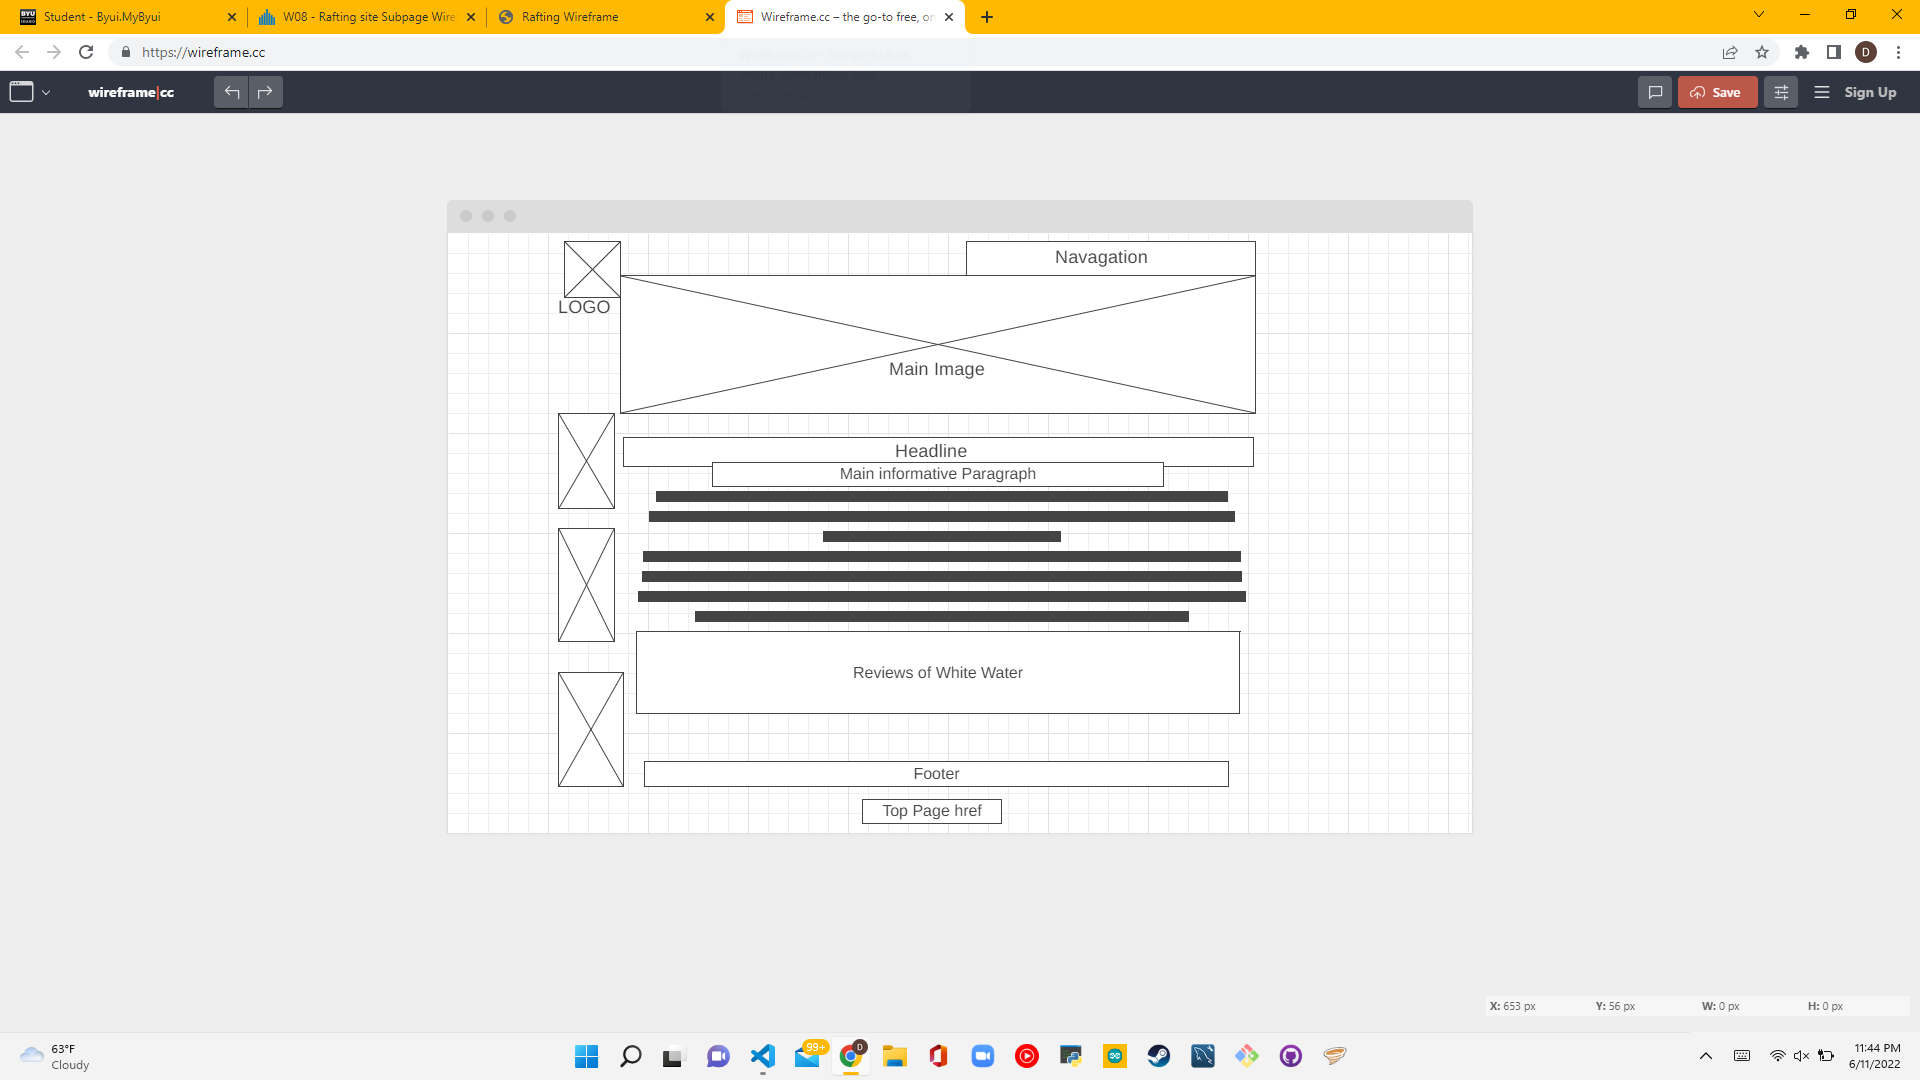 BYU
IDAHO
Student - Byui.MyByui
W08 - Rafting site Subpage Wire
Rafting Wireframe
Wireframe.cc – the go-to free, on
https://wireframe.cc
D
wireframe|cc
Save
Sign Up
Navagation
LOGO
Main Image
Headline
Main informative Paragraph
Reviews of White Water
Footer
Top Page href
X: 653 px
Y: 56 px
W: 0 px
H: 0 px
63°F
Cloudy
99+
D
11:44 PM
6/11/2022